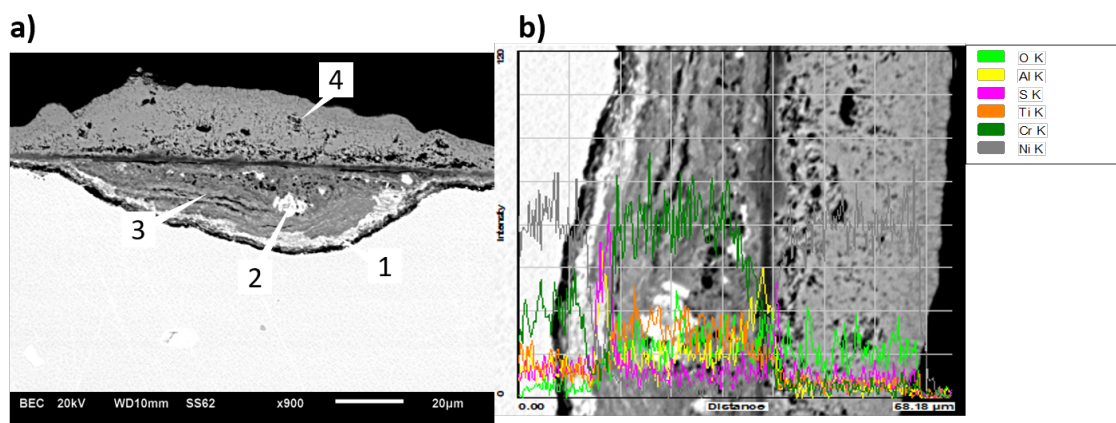 a)
b)
4
3
2
1
BEC 20kV WD10mm SS62 x900 20µm
120
Intensity
0
0.00 Distance 68.18 µm
O K
Al K
S K
Ti K
Cr K
Ni K